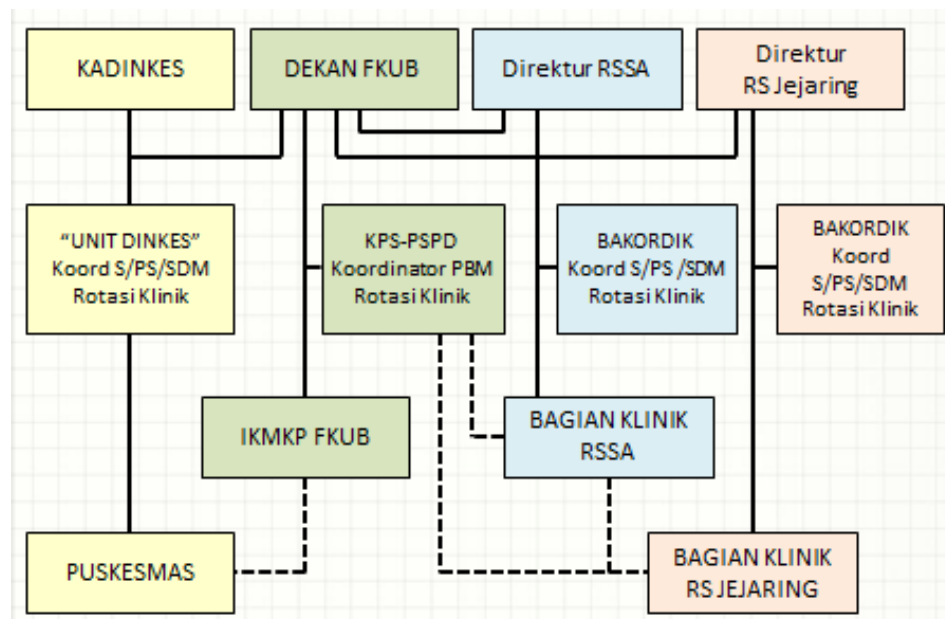 KADINKES
DEKAN FKUB
Direktur RSSA
Direktur
RS Jejaring
"UNIT DINKES"
Koord S/PS/SDM
Rotasi Klinik
KPS-PSPD
Koordinator PBM
Rotasi Klinik
BAKORDIK
Koord S/PS /SDM
Rotasi Klinik
BAKORDIK
Koord
S/PS/SDM
Rotasi Klinik
IKMKP FKUB
BAGIAN KLINIK
RSSA
PUSKESMAS
BAGIAN KLINIK
RS JEJARING